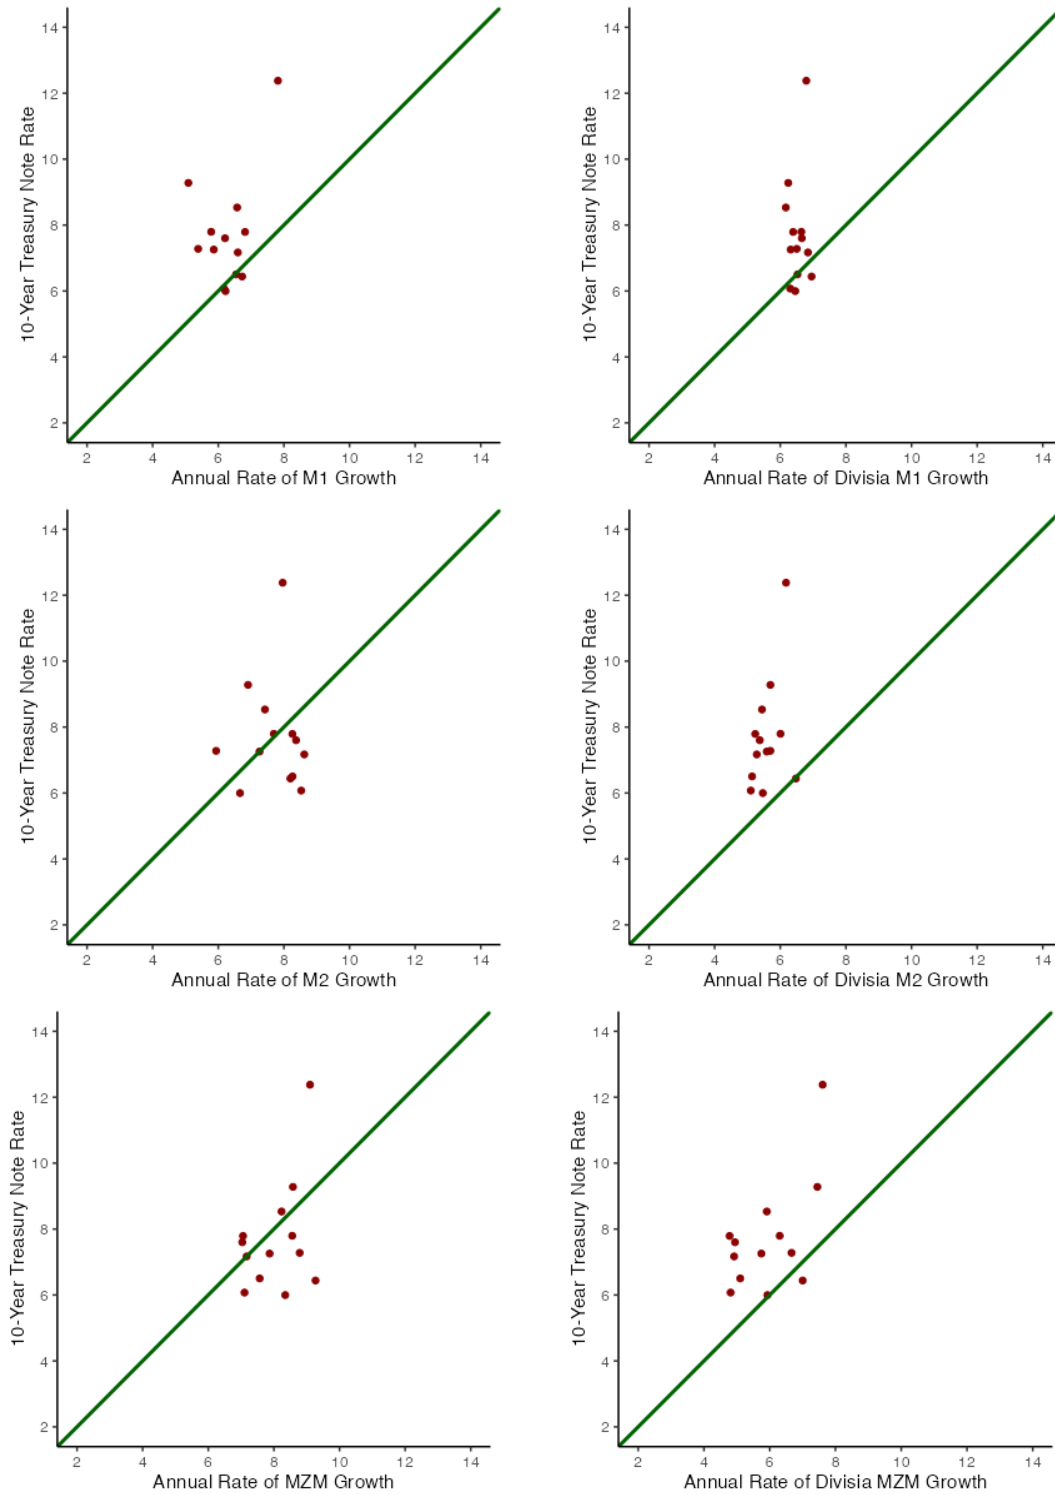 10-Year Treasury Note Rate
14
12
10
8
6
4
2
2 4 6 8 10 12 14
Annual Rate of M1 Growth
10-Year Treasury Note Rate
14
12
10
8
6
4
2
2 4 6 8 10 12 14
Annual Rate of Divisia M1 Growth
10-Year Treasury Note Rate
14
12
10
8
6
4
2
2 4 6 8 10 12 14
Annual Rate of M2 Growth
10-Year Treasury Note Rate
14
12
10
8
6
4
2
2 4 6 8 10 12 14
Annual Rate of Divisia M2 Growth
10-Year Treasury Note Rate
14
12
10
8
6
4
2
2 4 6 8 10 12 14
Annual Rate of MZM Growth
10-Year Treasury Note Rate
14
12
10
8
6
4
2
2 4 6 8 10 12 14
Annual Rate of Divisia MZM Growth